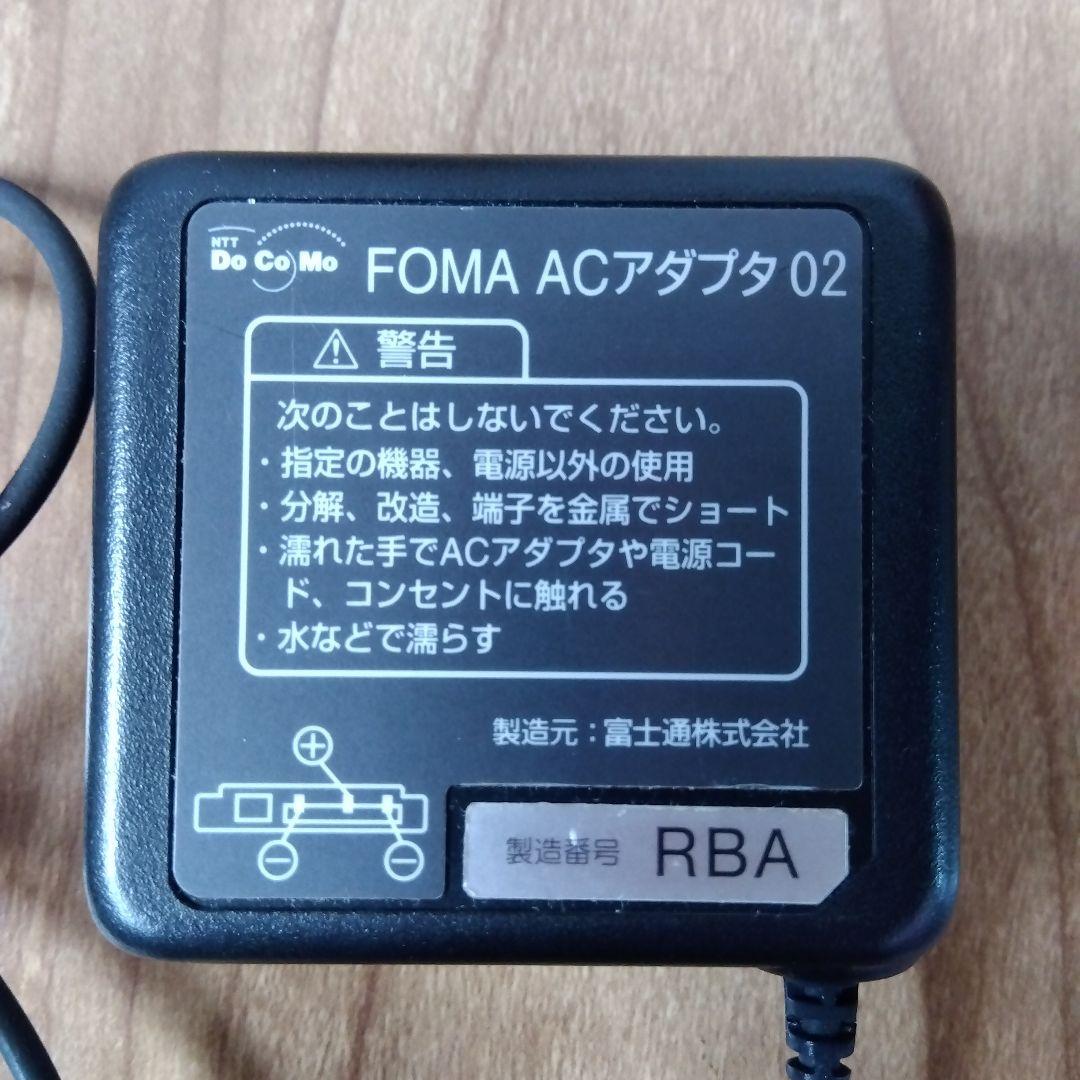 NTT
DoCoMo FOMA ACアダプタ 02
⚠ 警告
次のことはしないでください。
・指定の機器、電源以外の使用
・分解、改造、端子を金属でショート
・濡れた手でACアダプタや電源コー
ド、コンセントに触れる
・水などで濡らす
製造元：富士通株式会社
⊕
⊖ ⊖
製造番号 RBA